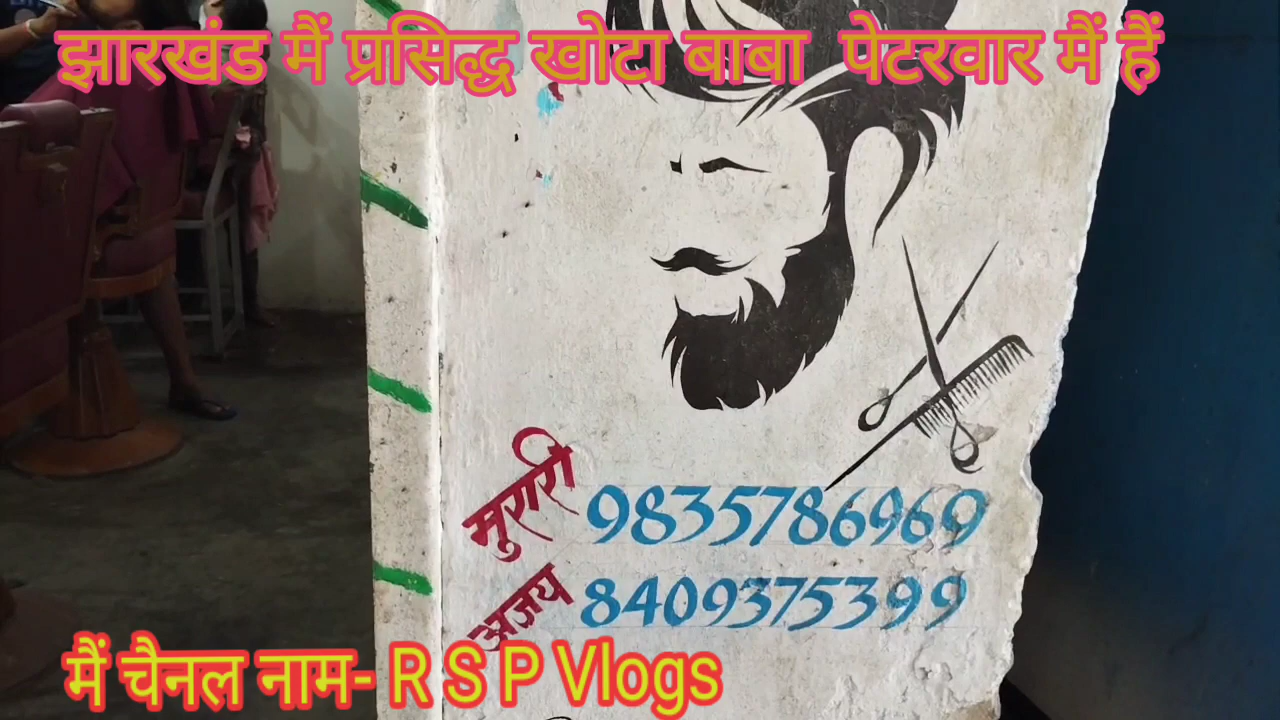 झारखंड मैं प्रसिद्ध खोटा बाबा पेटरवार मैं हैं
मुरारी 9835786969
अजय 8409375399
मैं चैनल नाम- R S P Vlogs